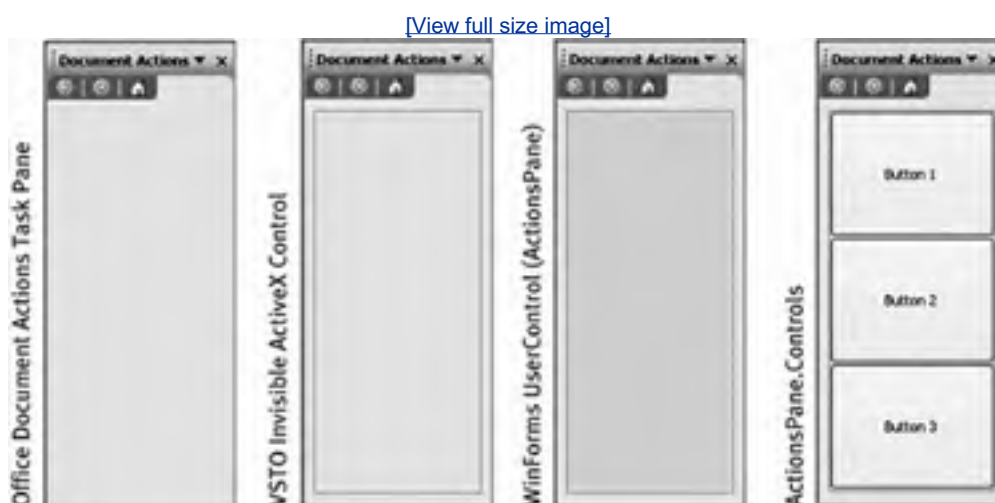 [View full size image]
Office Document Actions Task Pane
Document Actions
VSTO Invisible ActiveX Control
Document Actions
WinForms UserControl (ActionsPane)
Document Actions
ActionsPane.Controls
Document Actions
Button 1
Button 2
Button 3